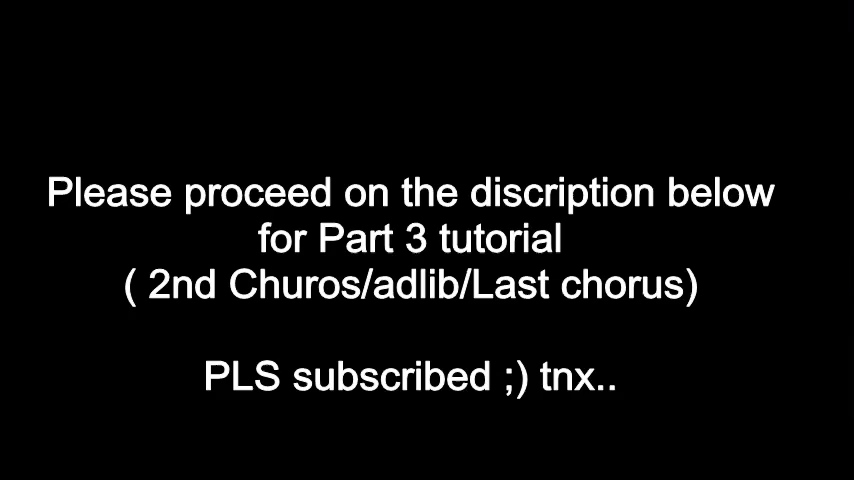 Please proceed on the discription below
for Part 3 tutorial
( 2nd Churos/adlib/Last chorus)
PLS subscribed ;) tnx..